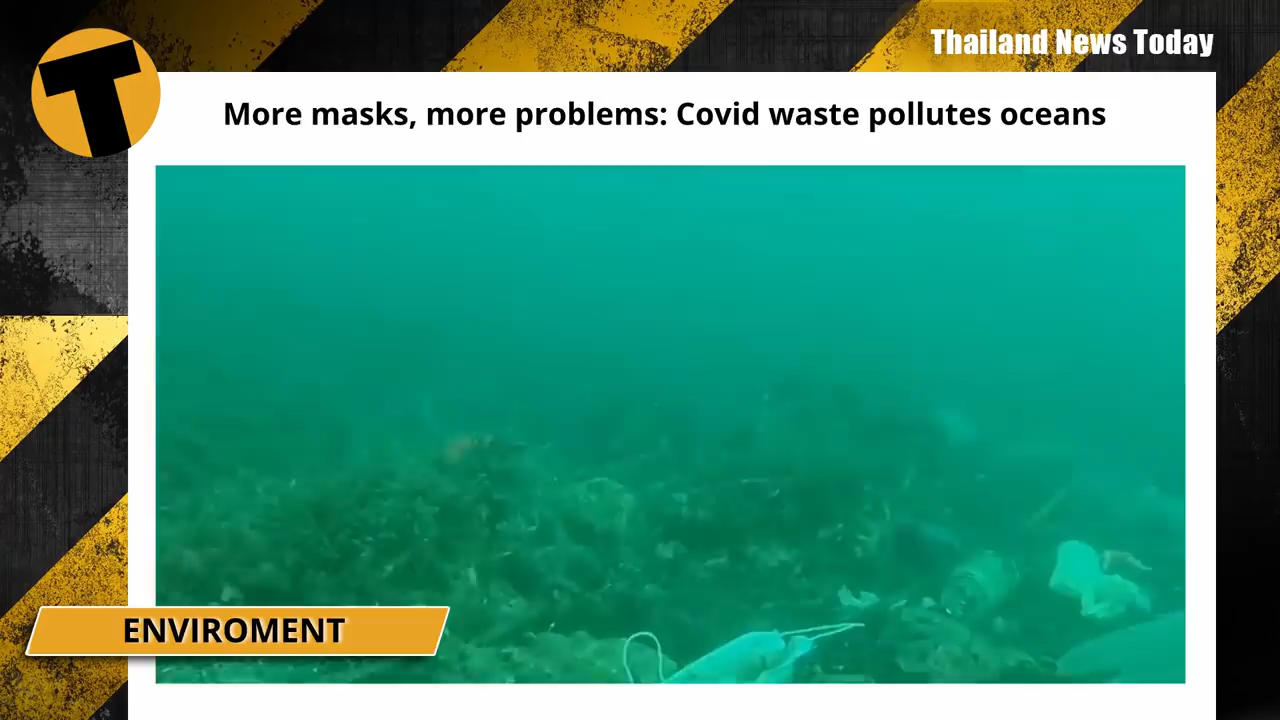 Thailand News Today
T
More masks, more problems: Covid waste pollutes oceans
ENVIROMENT